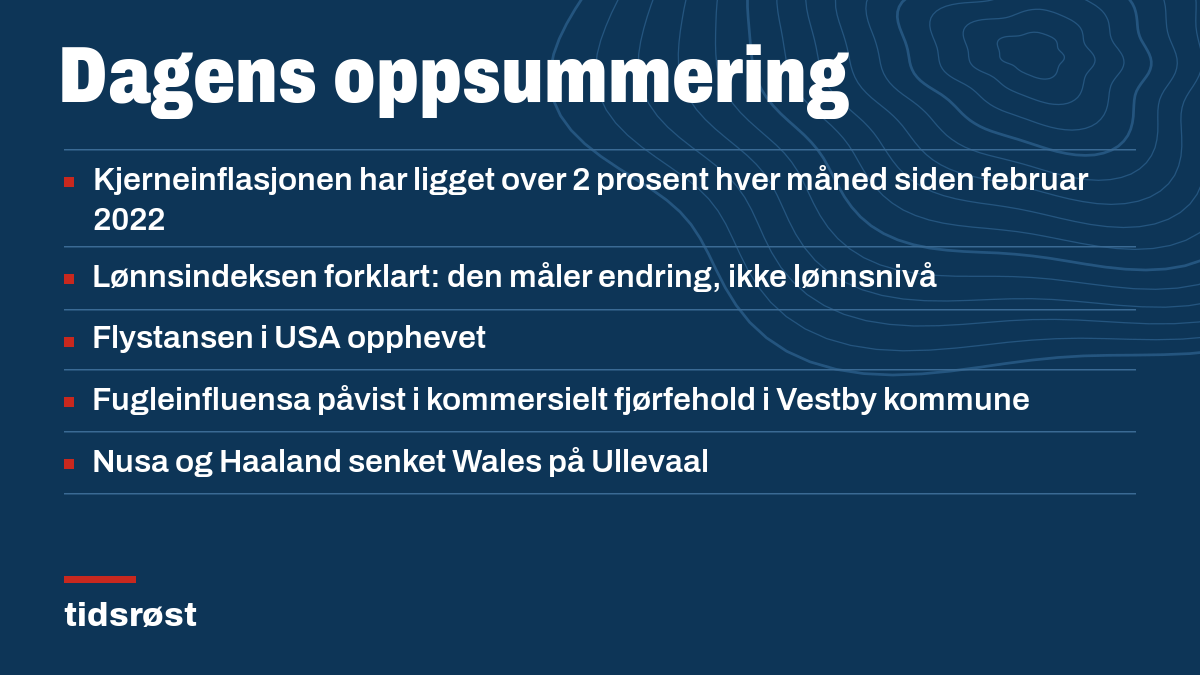 Dagens oppsummering
Kjerneinflasjonen har ligget over 2 prosent hver måned siden februar
2022
Lønnsindeksen forklart: den måler endring, ikke lønnsnivå
Flystansen i USA opphevet
Fugleinfluensa påvist i kommersielt fjørfehold i Vestby kommune
Nusa og Haaland senket Wales på Ullevaal
tidsrøst